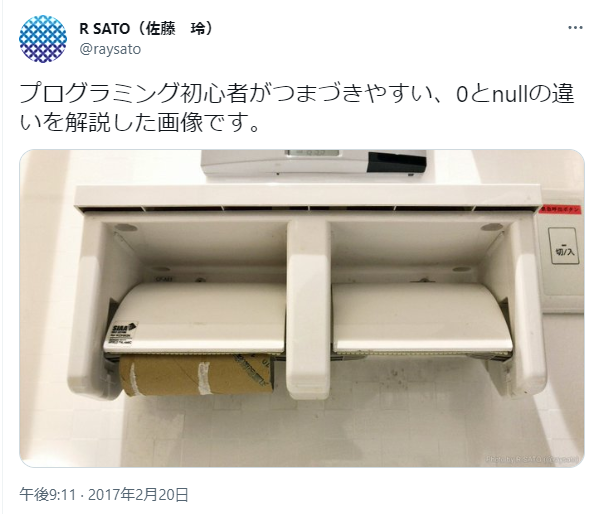 R SATO（佐藤　玲）
@raysato
プログラミング初心者がつまづきやすい、0とnullの違
いを解説した画像です。
切/入
SIAA
午後9:11 · 2017年2月20日